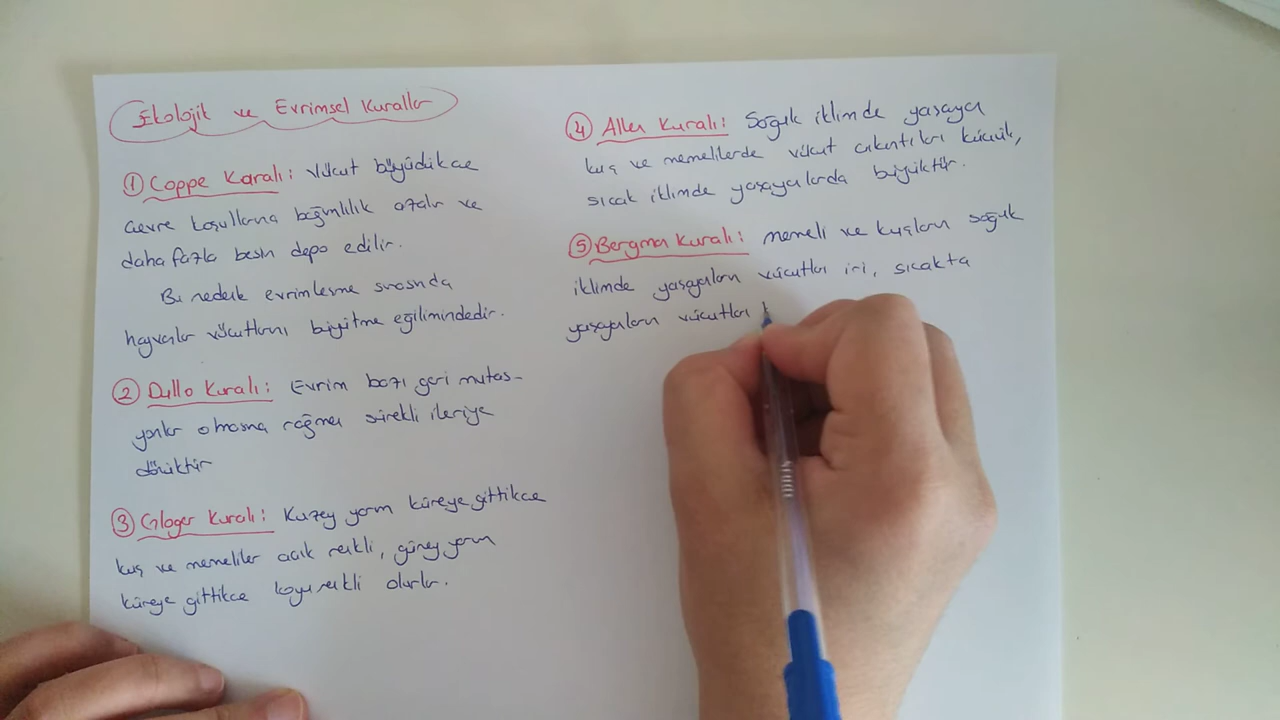 Ekolojik ve Evrimsel Kurallar
① Coppe Karalı: Vücut büyüdükçe
çevre koşullarına bağımlılık azalır ve
daha fazla besin depo edilir.
Bu nedenle evrimleşme sırasında
hayvanlar vücutlarını büyütme eğilimindedir.
② Dollo Kuralı: Evrim bazı geri mutas-
yonlar olmasına rağmen sürekli ileriye
dönüktür
③ Gloger Kuralı: Kuzey yarım küreye gittikçe
kuş ve memeliler açık renkli, güney yarım
küreye gittikçe koyu renkli olurlar.
④ Allen Kuralı: Soğuk iklimde yaşayan
kuş ve memelilerde vücut çıkıntıları küçük,
sıcak iklimde yaşayanlarda büyüktür.
⑤ Bergman Kuralı: memeli ve kuşların soğuk
iklimde yaşayanların vücutları iri, sıcakta
yaşayanların vücutları